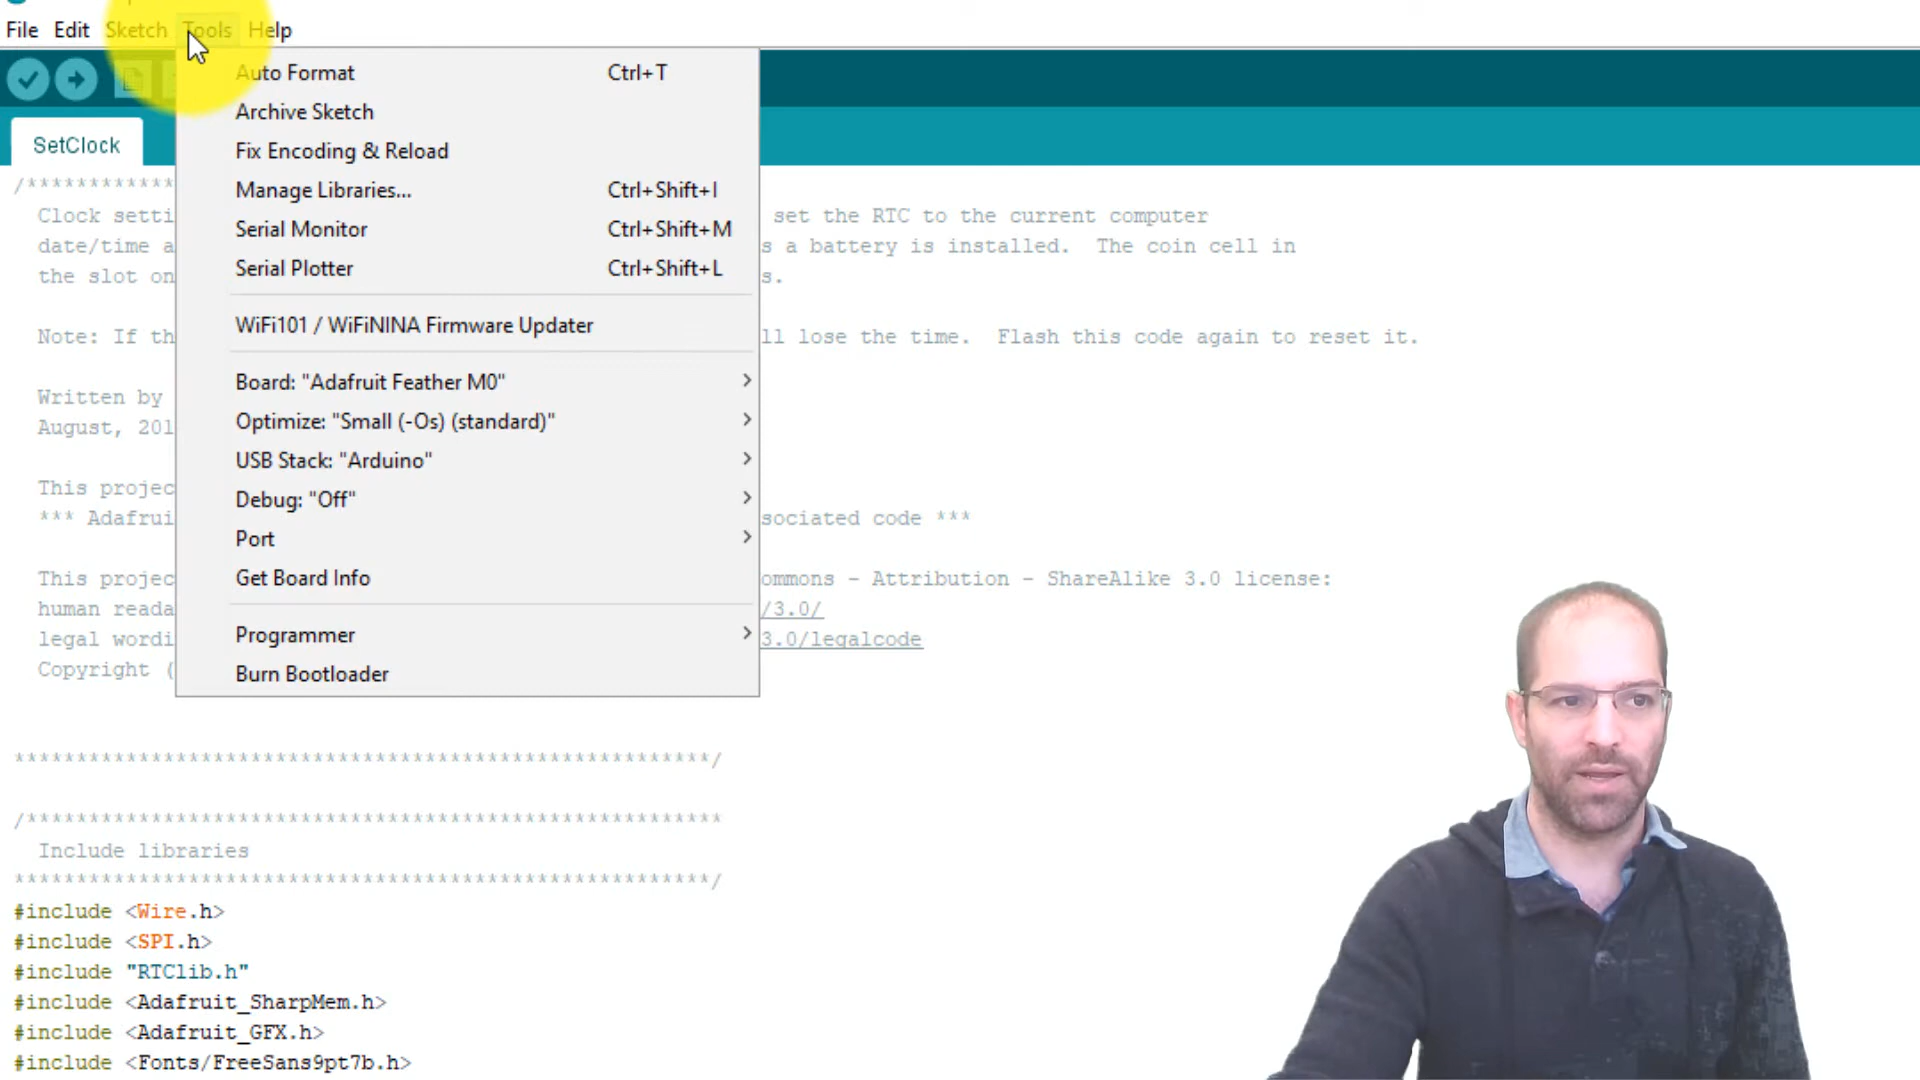 File Edit Sketch Tools Help
Auto Format Ctrl+T
Archive Sketch
Fix Encoding & Reload
Manage Libraries... Ctrl+Shift+I
Serial Monitor Ctrl+Shift+M
Serial Plotter Ctrl+Shift+L
WiFi101 / WiFiNINA Firmware Updater
Board: "Adafruit Feather M0"
Optimize: "Small (-Os) (standard)"
USB Stack: "Arduino"
Debug: "Off"
Port
Get Board Info
Programmer
Burn Bootloader
SetClock
/*************
Clock setti set the RTC to the current computer
date/time a s a battery is installed. The coin cell in
the slot on s.
Note: If th ll lose the time. Flash this code again to reset it.
Written by
August, 201
This projec
*** Adafrui sociated code ***
This projec ommons - Attribution - ShareAlike 3.0 license:
human reada /3.0/
legal wordi 3.0/legalcode
Copyright (
********************************************************/
/********************************************************
Include libraries
********************************************************/
#include <Wire.h>
#include <SPI.h>
#include "RTClib.h"
#include <Adafruit_SharpMem.h>
#include <Adafruit_GFX.h>
#include <Fonts/FreeSans9pt7b.h>